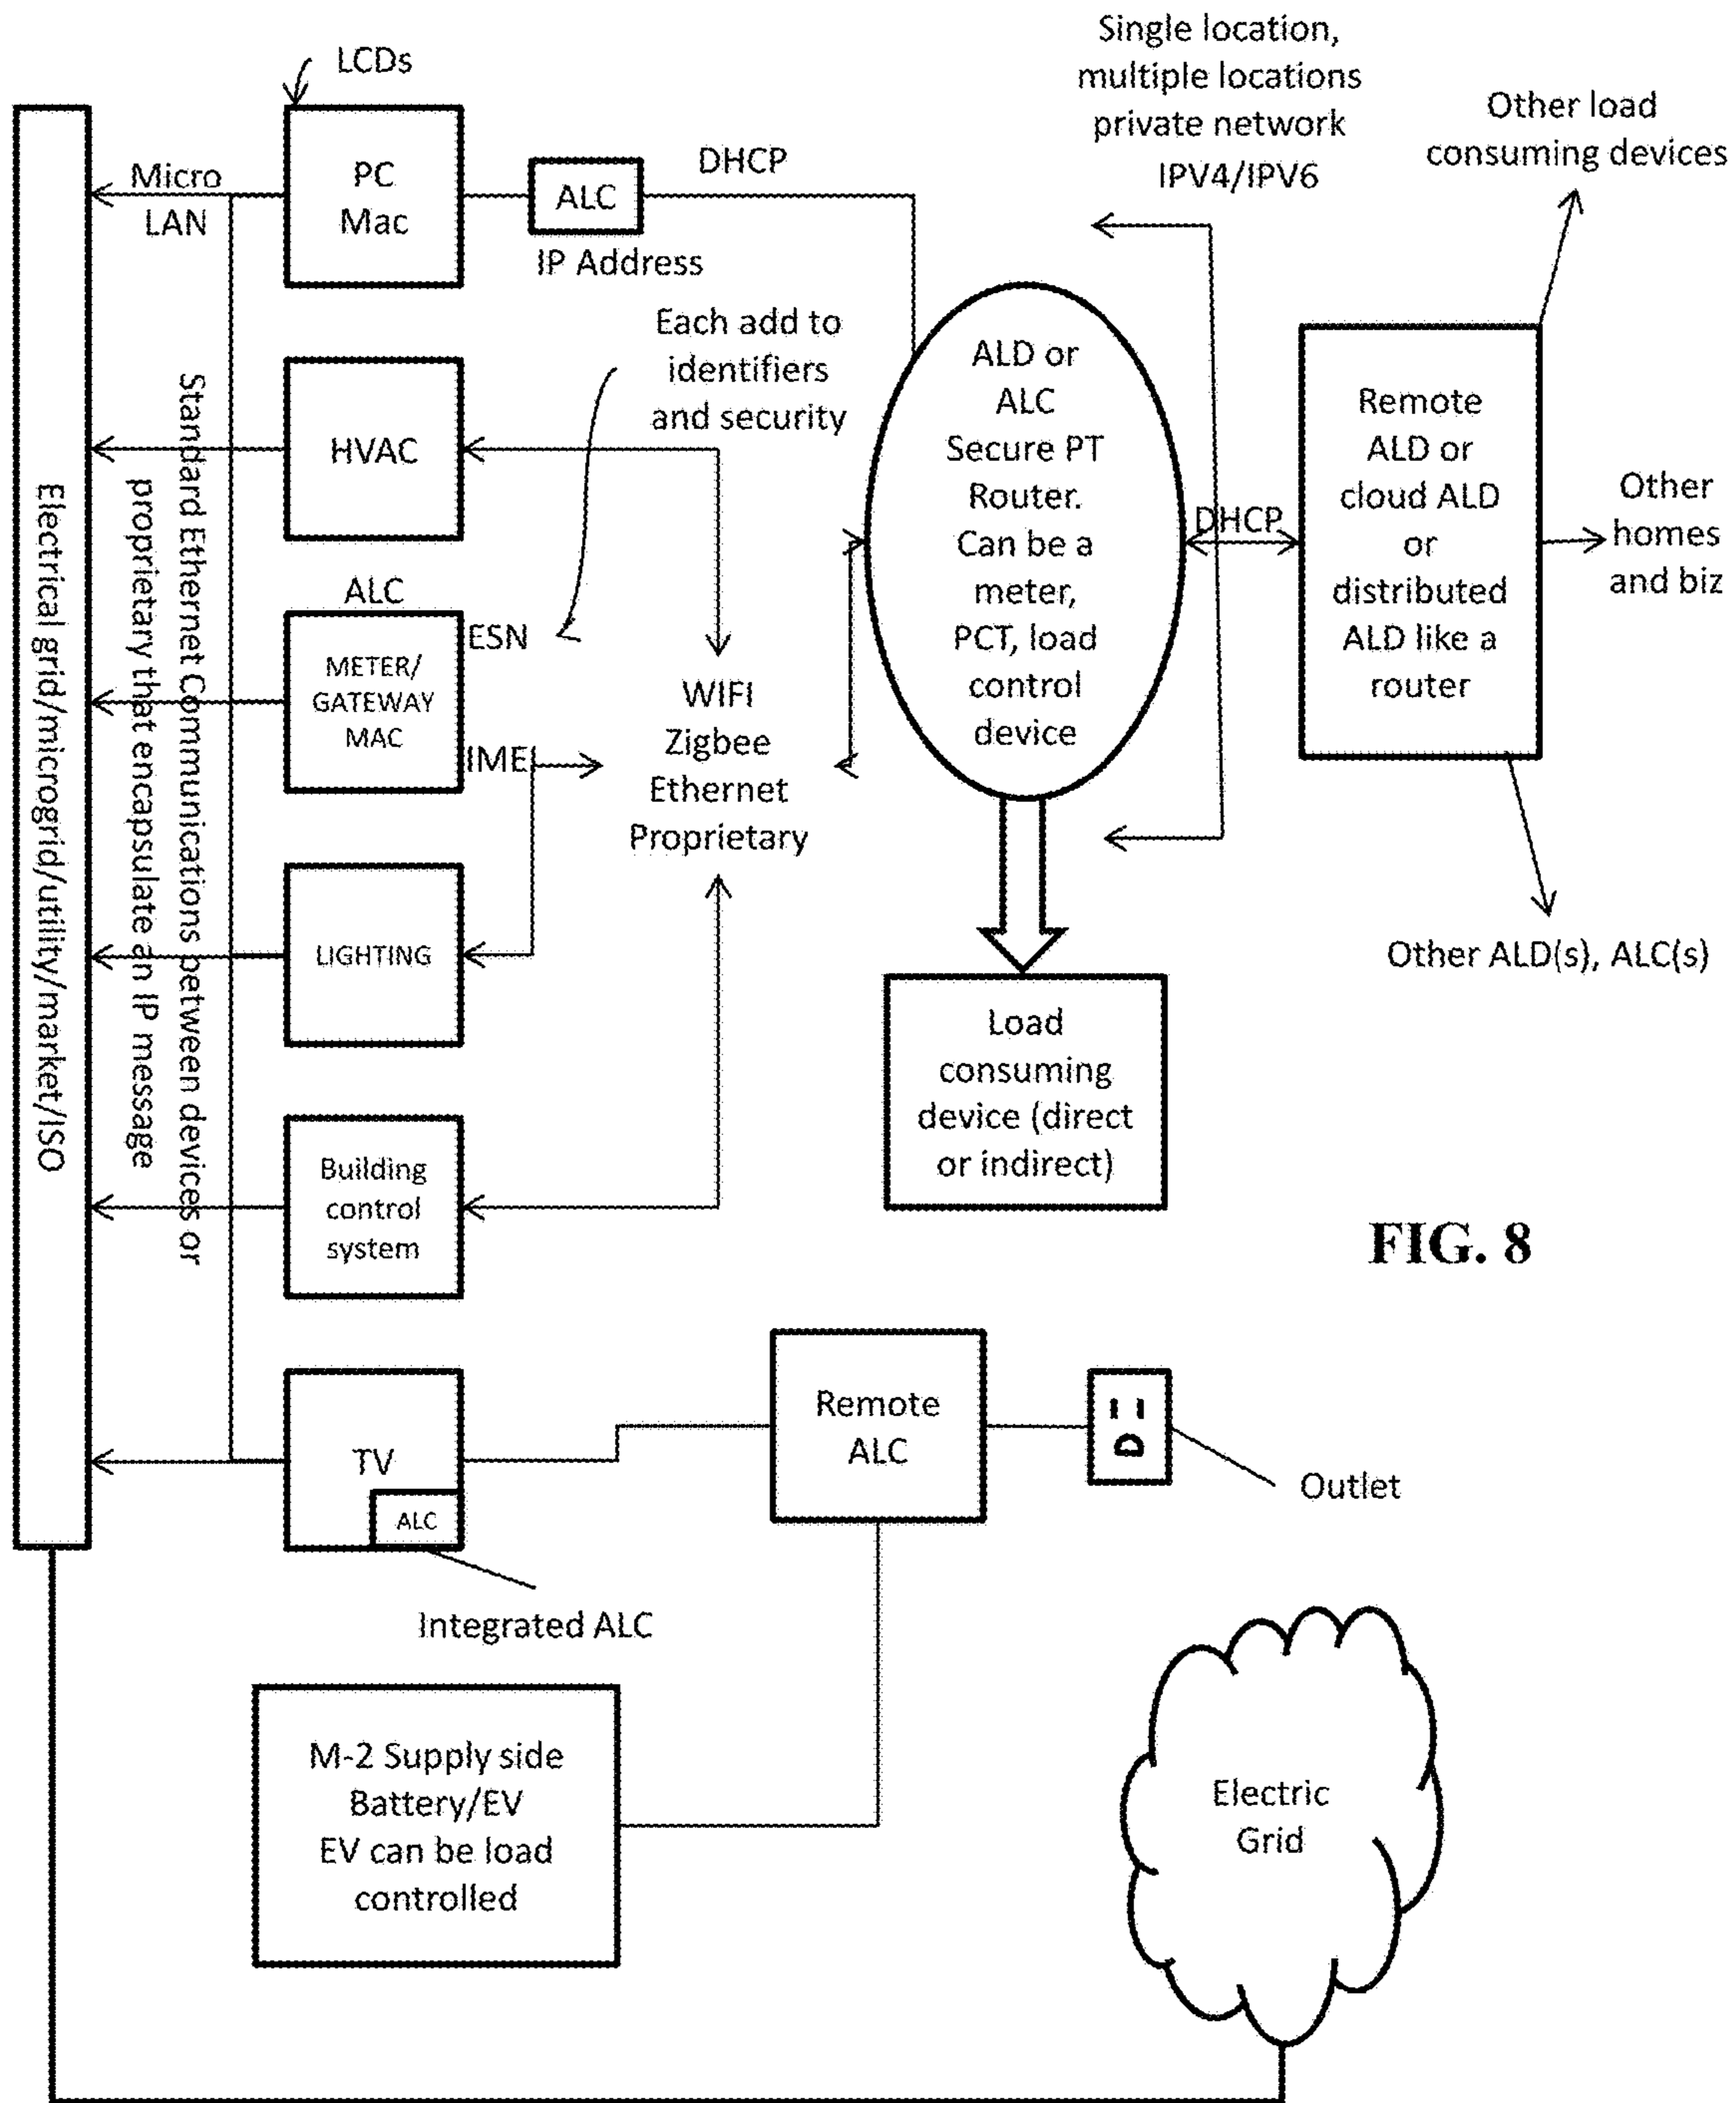 LCDs
Single location,
multiple locations
private network
IPV4/IPV6
Other load
consuming devices
Micro
LAN
PC
Mac
ALC
DHCP
IP Address
Each add to
identifiers
and security
HVAC
ALC
METER/
GATEWAY
MAC
ESN
IMEI
WIFI
Zigbee
Ethernet
Proprietary
ALD or
ALC
Secure PT
Router.
Can be a
meter,
PCT, load
control
device
DHCP
Remote
ALD or
cloud ALD
or
distributed
ALD like a
router
Other
homes
and biz
Other ALD(s), ALC(s)
Electrical grid/microgrid/utility/market/ISO
Standard Ethernet Communications between devices or
proprietary that encapsulate an IP message
LIGHTING
Load
consuming
device (direct
or indirect)
Building
control
system
FIG. 8
TV
ALC
Integrated ALC
Remote
ALC
Outlet
M-2 Supply side
Battery/EV
EV can be load
controlled
Electric
Grid